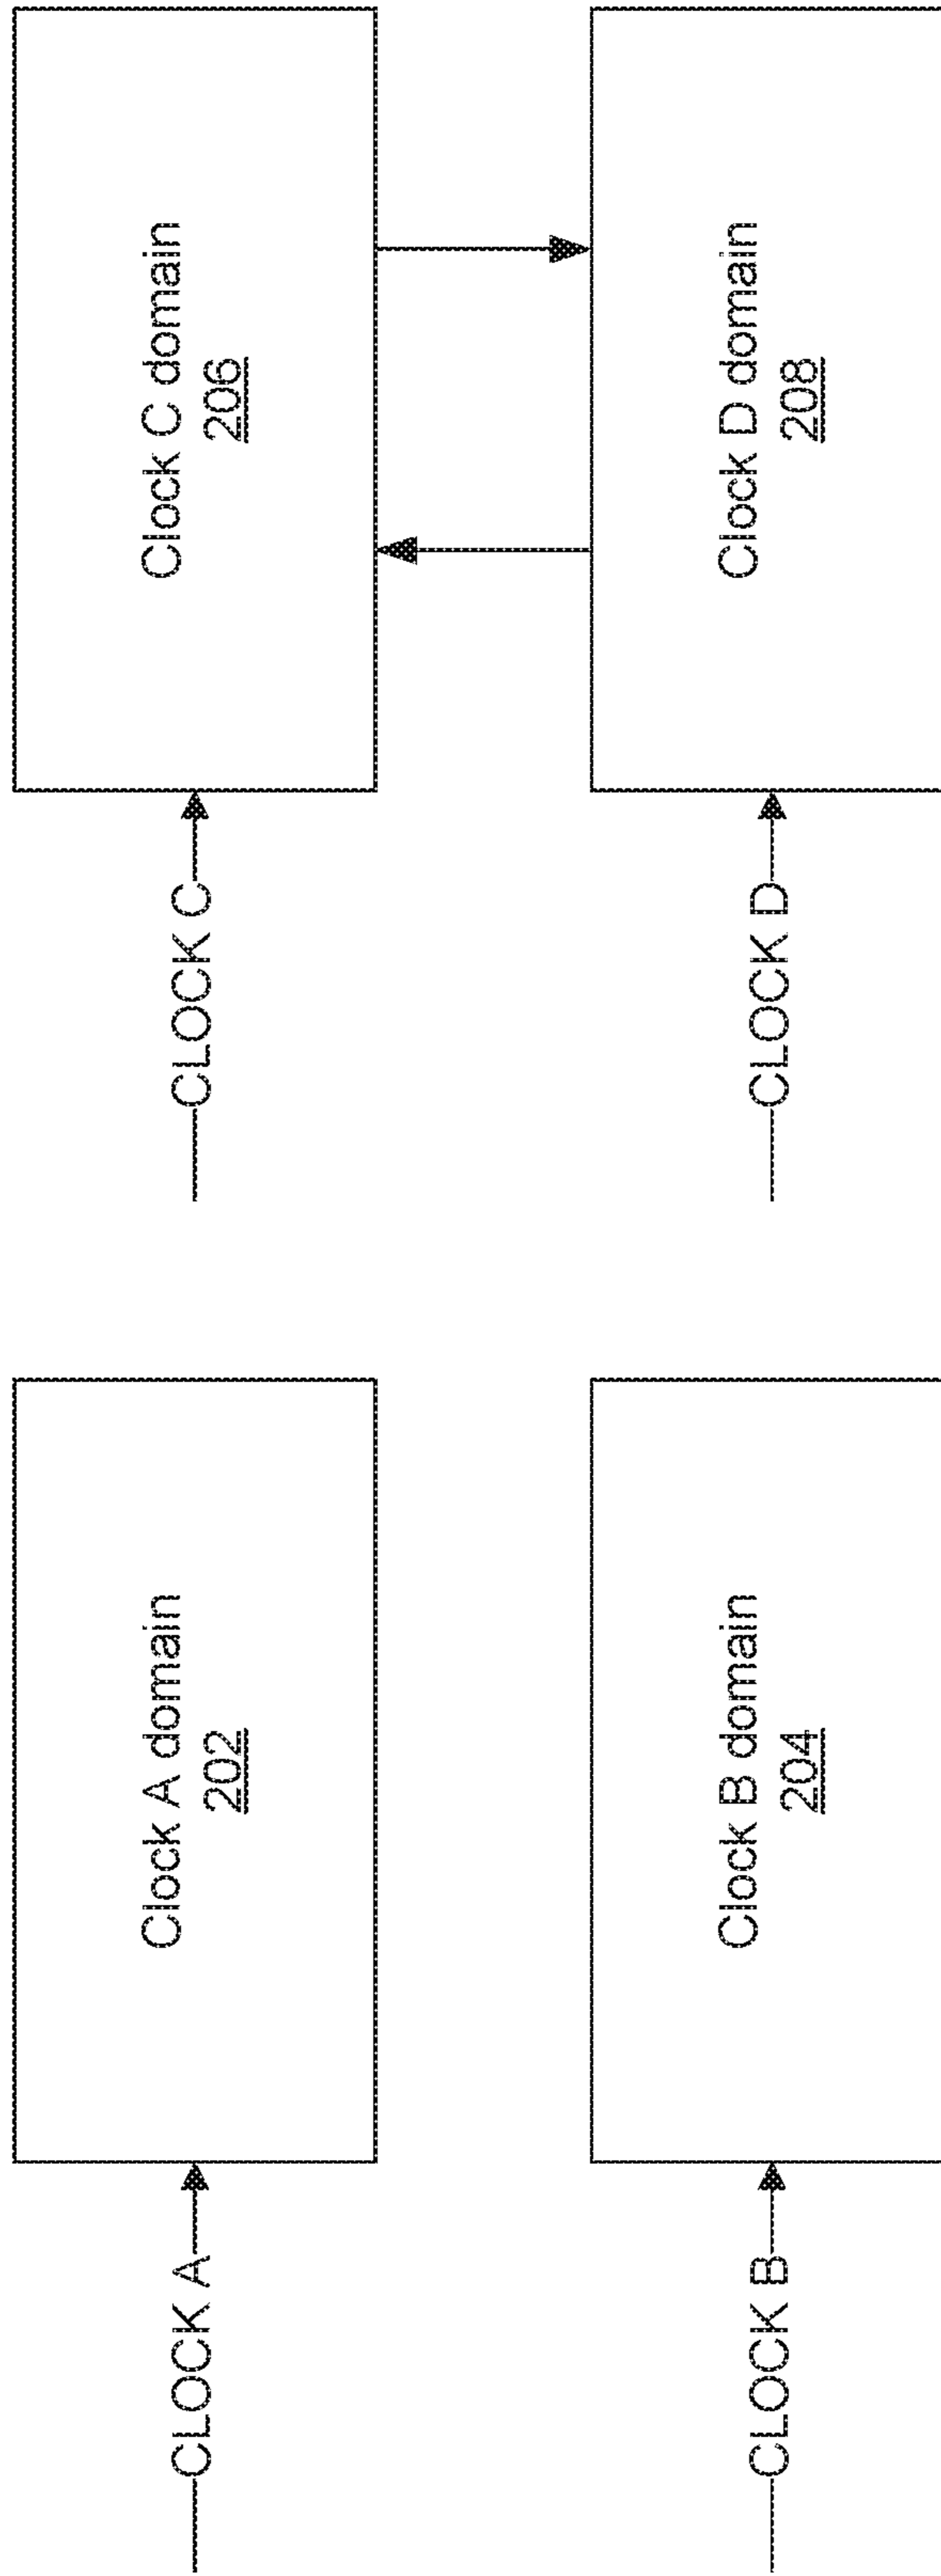 CLOCK A
Clock A domain
202
CLOCK C
Clock C domain
206
CLOCK B
Clock B domain
204
CLOCK D
Clock D domain
208